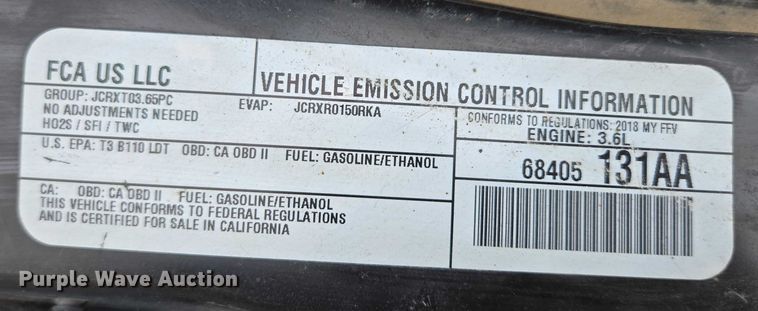 FCA US LLC
VEHICLE EMISSION CONTROL INFORMATION
GROUP: JCRXT03.65PC EVAP: JCRXR0150RKA
NO ADJUSTMENTS NEEDED
HO2S / SFI / TWC
CONFORMS TO REGULATIONS: 2018 MY FFV
ENGINE: 3.6L
U.S. EPA: T3 B110 LDT OBD: CA OBD II FUEL: GASOLINE/ETHANOL
68405 131AA
CA: OBD: CA OBD II FUEL: GASOLINE/ETHANOL
THIS VEHICLE CONFORMS TO FEDERAL REGULATIONS
AND IS CERTIFIED FOR SALE IN CALIFORNIA
Purple Wave Auction